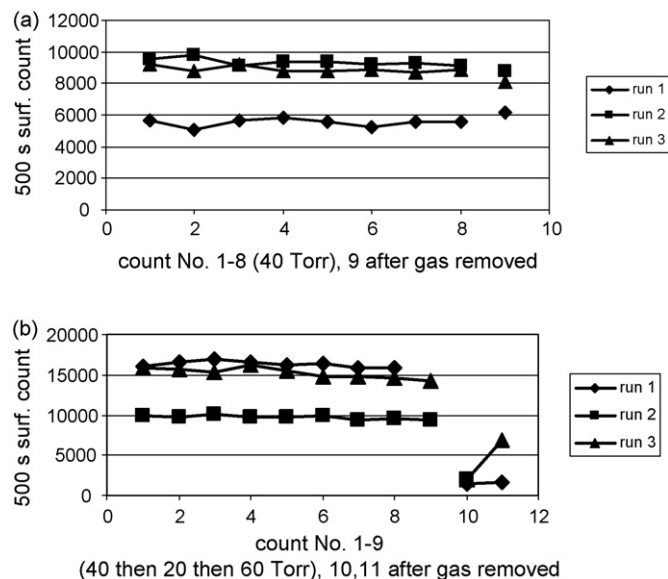 (a)
12000
10000
8000
6000
4000
2000
0
500 s surf. count
0 2 4 6 8 10
count No. 1-8 (40 Torr), 9 after gas removed
run 1
run 2
run 3
(b)
20000
15000
10000
5000
0
500 s surf. count
0 2 4 6 8 10 12
count No. 1-9
(40 then 20 then 60 Torr), 10,11 after gas removed
run 1
run 2
run 3